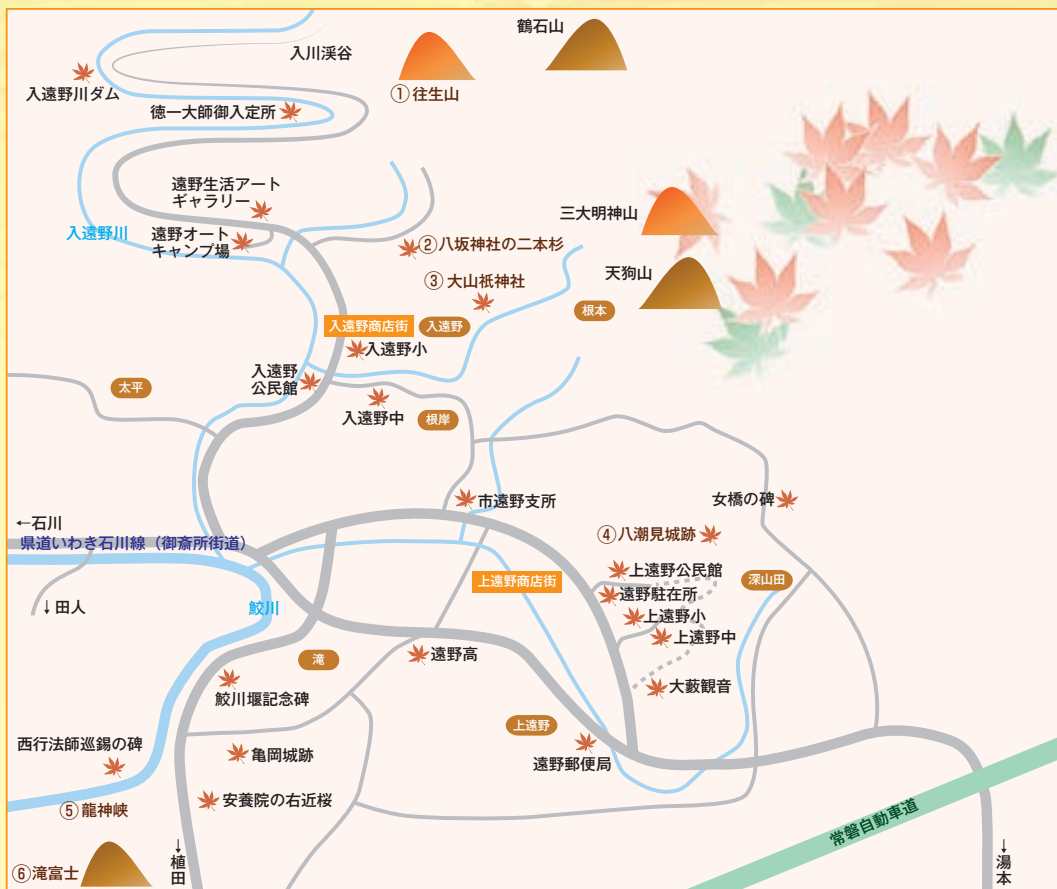 鶴石山
入川渓谷
①往生山
入遠野川ダム
徳一大師御入定所
遠野生活アート
ギャラリー
三大明神山
入遠野川
遠野オート
キャンプ場
②八坂神社の二本杉
天狗山
③大山祇神社
根本
入遠野商店街
入遠野
入遠野小
入遠野
公民館
太平
入遠野中
根岸
市遠野支所
女橋の碑
←石川
④八潮見城跡
県道いわき石川線（御斎所街道）
上遠野公民館
上遠野商店街
深山田
遠野駐在所
↓田人
鮫川
上遠野小
上遠野中
滝
遠野高
大藪観音
鮫川堰記念碑
上遠野
西行法師巡錫の碑
亀岡城跡
遠野郵便局
安養院の右近桜
⑤龍神峡
常磐自動車道
↓植田
↓湯本
⑥滝富士